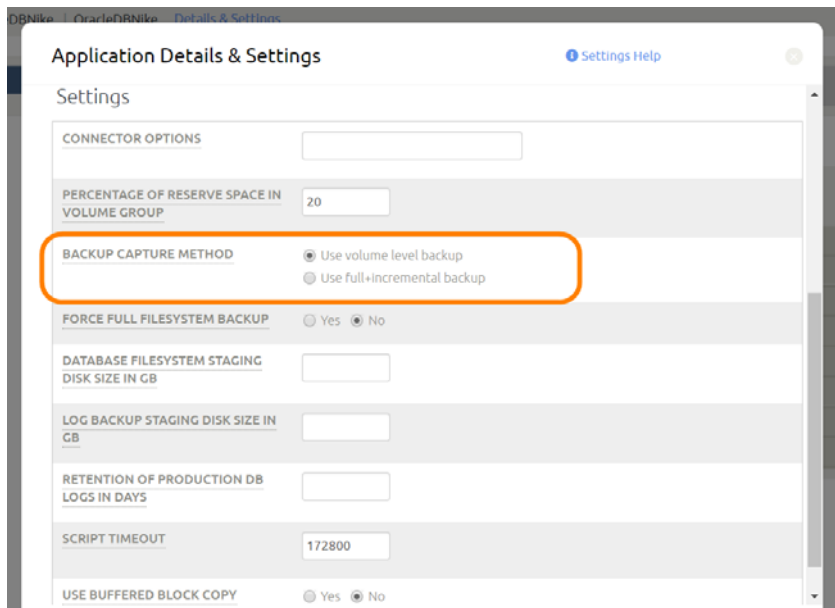 eDBNike | OracleDBNike Details & Settings
Application Details & Settings
Settings Help
Settings
CONNECTOR OPTIONS
PERCENTAGE OF RESERVE SPACE IN
VOLUME GROUP
20
BACKUP CAPTURE METHOD
Use volume level backup
Use full+incremental backup
FORCE FULL FILESYSTEM BACKUP
Yes No
DATABASE FILESYSTEM STAGING
DISK SIZE IN GB
LOG BACKUP STAGING DISK SIZE IN
GB
RETENTION OF PRODUCTION DB
LOGS IN DAYS
SCRIPT TIMEOUT
172800
USE BUFFERED BLOCK COPY
Yes No